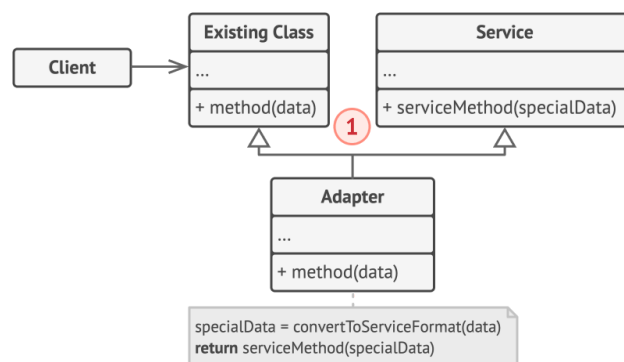 Existing Class
...
+ method(data)
Service
...
+ serviceMethod(specialData)
Client
1
Adapter
...
+ method(data)
specialData = convertToServiceFormat(data)
return serviceMethod(specialData)